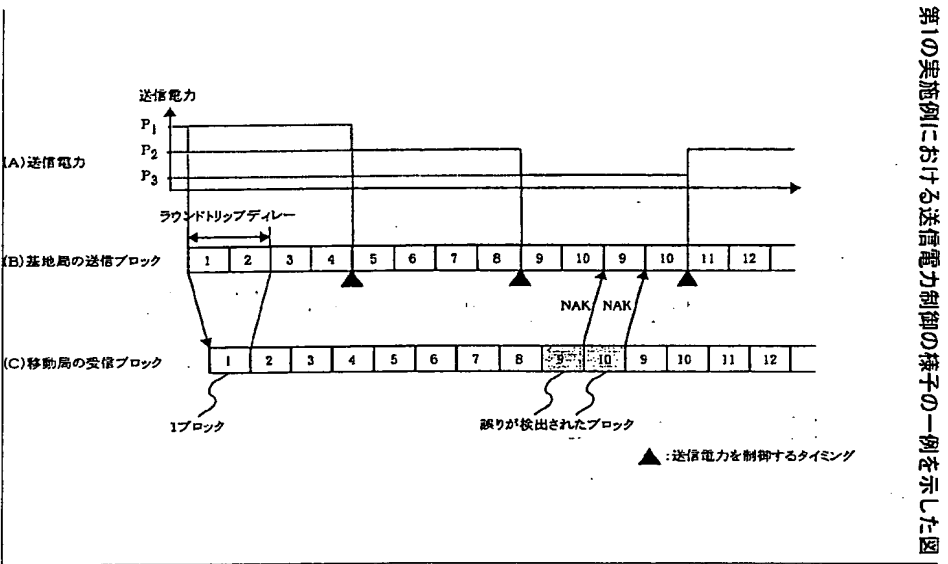 第1の実施例における送信電力制御の様子の一例を示した図
送信電力
P1
P2
P3
(A)送信電力
ラウンドトリップディレー
(B)基地局の送信ブロック
1 2 3 4 5 6 7 8 9 10 9 10 11 12
NAK NAK
(C)移動局の受信ブロック
1 2 3 4 5 6 7 8 9 10 9 10 11 12
1ブロック
誤りが検出されたブロック
▲:送信電力を制御するタイミング